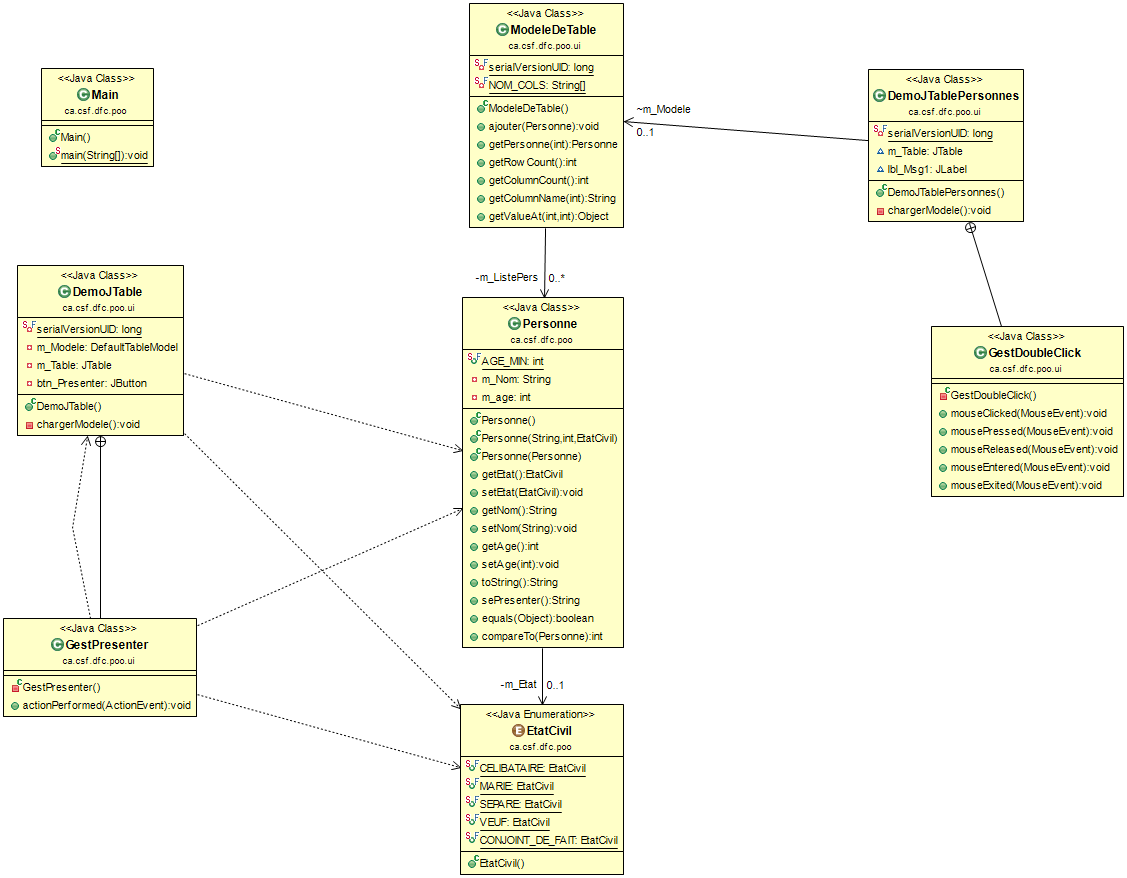 <<Java Class>>
Main
ca.csf.dfc.poo
Main()
main(String[]):void
<<Java Class>>
ModeleDeTable
ca.csf.dfc.poo.ui
serialVersionUID: long
NOM_COLS: String[]
ModeleDeTable()
ajouter(Personne):void
getPersonne(int):Personne
getRowCount():int
getColumnCount():int
getColumnName(int):String
getValueAt(int,int):Object
~m_Modele
0..1
<<Java Class>>
DemoJTablePersonnes
ca.csf.dfc.poo.ui
serialVersionUID: long
m_Table: JTable
lbl_Msg1: JLabel
DemoJTablePersonnes()
chargerModele():void
-m_ListePers
0..*
<<Java Class>>
DemoJTable
ca.csf.dfc.poo.ui
serialVersionUID: long
m_Modele: DefaultTableModel
m_Table: JTable
btn_Presenter: JButton
DemoJTable()
chargerModele():void
<<Java Class>>
Personne
ca.csf.dfc.poo
AGE_MIN: int
m_Nom: String
m_age: int
Personne()
Personne(String,int,EtatCivil)
Personne(Personne)
getEtat():EtatCivil
setEtat(EtatCivil):void
getNom():String
setNom(String):void
getAge():int
setAge(int):void
toString():String
sePresenter():String
equals(Object):boolean
compareTo(Personne):int
<<Java Class>>
GestDoubleClick
ca.csf.dfc.poo.ui
GestDoubleClick()
mouseClicked(MouseEvent):void
mousePressed(MouseEvent):void
mouseReleased(MouseEvent):void
mouseEntered(MouseEvent):void
mouseExited(MouseEvent):void
<<Java Class>>
GestPresenter
ca.csf.dfc.poo.ui
GestPresenter()
actionPerformed(ActionEvent):void
-m_Etat
0..1
<<Java Enumeration>>
EtatCivil
ca.csf.dfc.poo
CELIBATAIRE: EtatCivil
MARIE: EtatCivil
SEPARE: EtatCivil
VEUF: EtatCivil
CONJOINT_DE_FAIT: EtatCivil
EtatCivil()